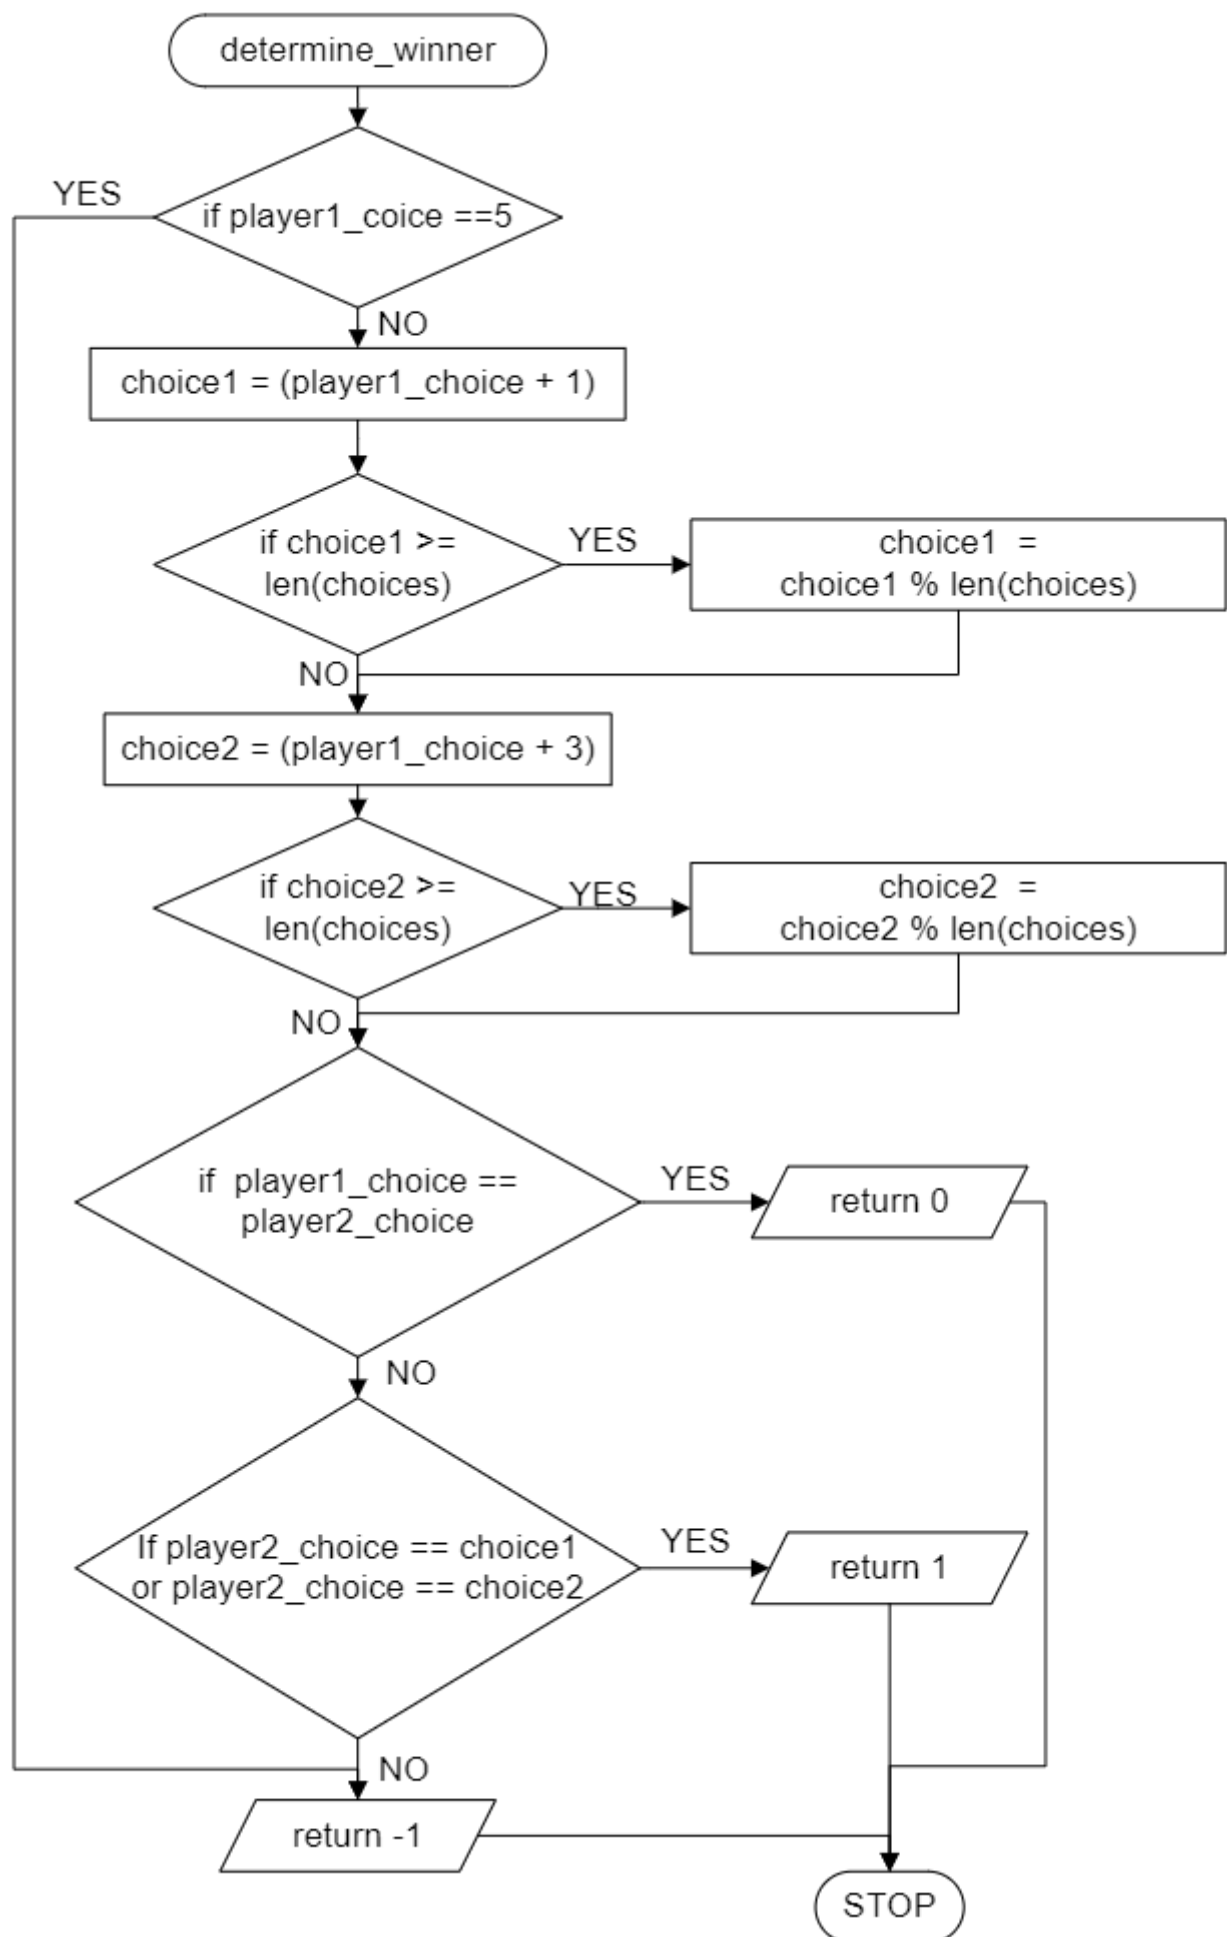 determine_winner
YES
if player1_coice ==5
NO
choice1 = (player1_choice + 1)
if choice1 >=
len(choices)
YES
choice1  =
choice1 % len(choices)
NO
choice2 = (player1_choice + 3)
if choice2 >=
len(choices)
YES
choice2  =
choice2 % len(choices)
NO
if  player1_choice ==
player2_choice
YES
return 0
NO
If player2_choice == choice1
or player2_choice == choice2
YES
return 1
NO
return -1
STOP